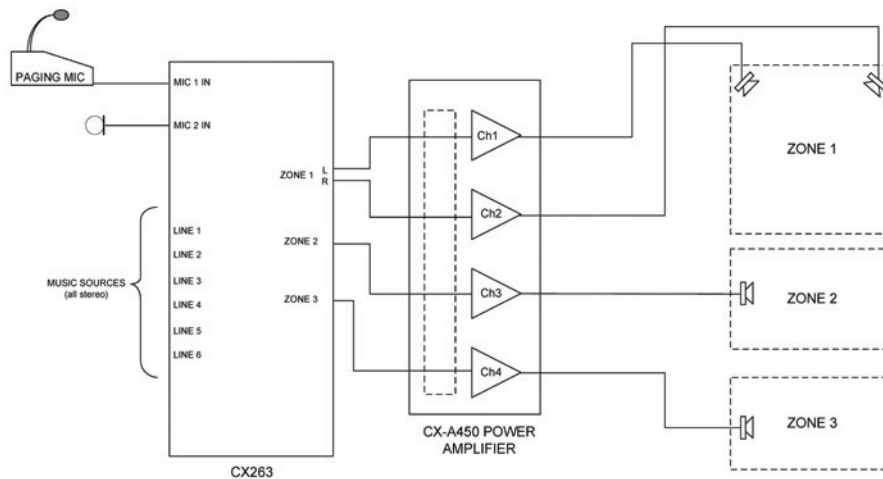 PAGING MIC
MIC 1 IN
MIC 2 IN
ZONE 1
L
R
LINE 1
LINE 2
LINE 3
LINE 4
LINE 5
LINE 6
MUSIC SOURCES
(all stereo)
ZONE 2
ZONE 3
CX263
Ch1
Ch2
Ch3
Ch4
CX-A450 POWER
AMPLIFIER
ZONE 1
ZONE 2
ZONE 3